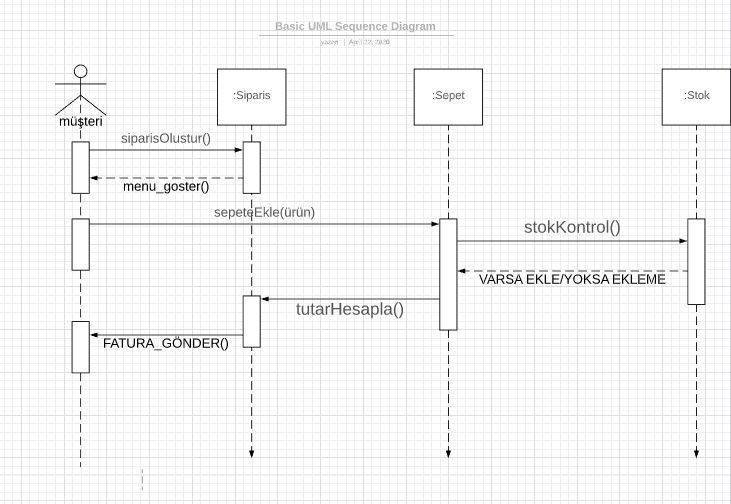 Basic UML Sequence Diagram
yazan | April 22, 2020
:Siparis
:Sepet
:Stok
müşteri
siparisOlustur()
menu_goster()
sepeteEkle(ürün)
stokKontrol()
VARSA EKLE/YOKSA EKLEME
tutarHesapla()
FATURA_GÖNDER()